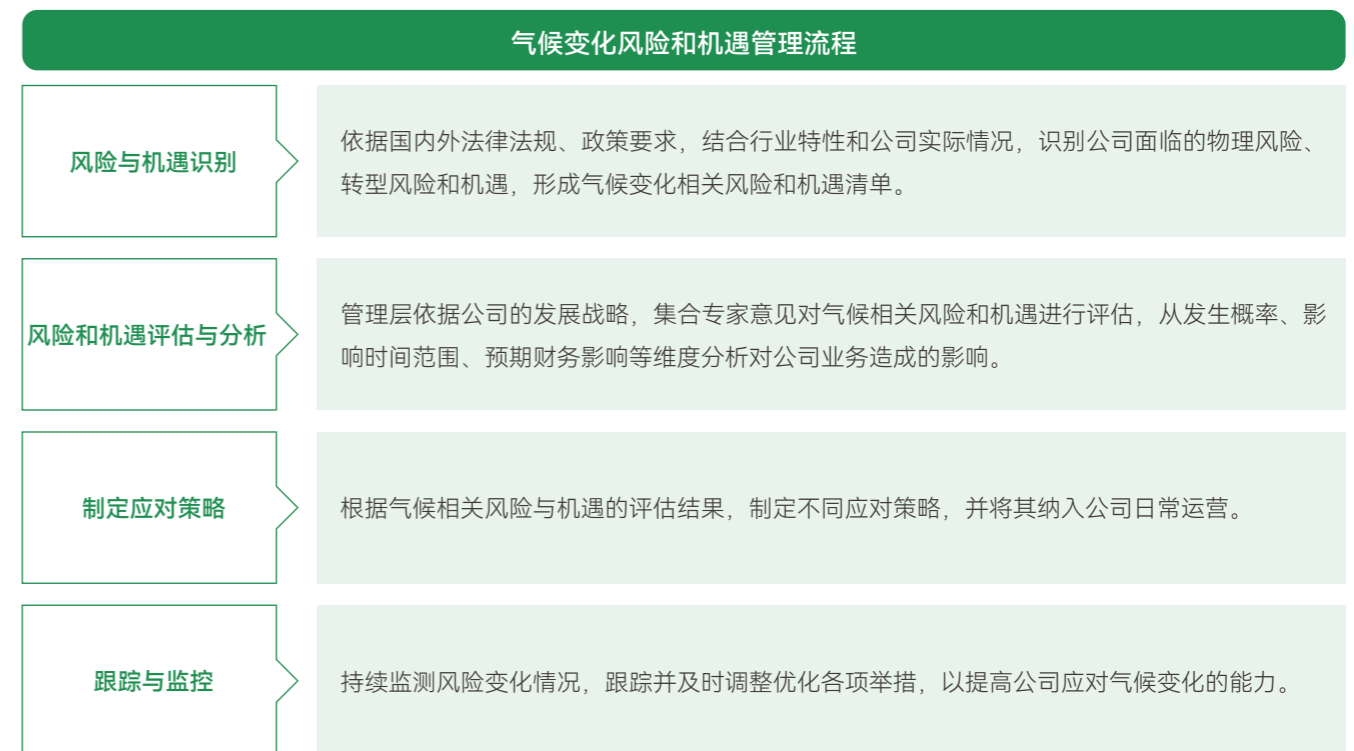 气候变化风险和机遇管理流程
风险与机遇识别
依据国内外法律法规、政策要求，结合行业特性和公司实际情况，识别公司面临的物理风险、
转型风险和机遇，形成气候变化相关风险和机遇清单。
风险和机遇评估与分析
管理层依据公司的发展战略，集合专家意见对气候相关风险和机遇进行评估，从发生概率、影
响时间范围、预期财务影响等维度分析对公司业务造成的影响。
制定应对策略
根据气候相关风险与机遇的评估结果，制定不同应对策略，并将其纳入公司日常运营。
跟踪与监控
持续监测风险变化情况，跟踪并及时调整优化各项举措，以提高公司应对气候变化的能力。